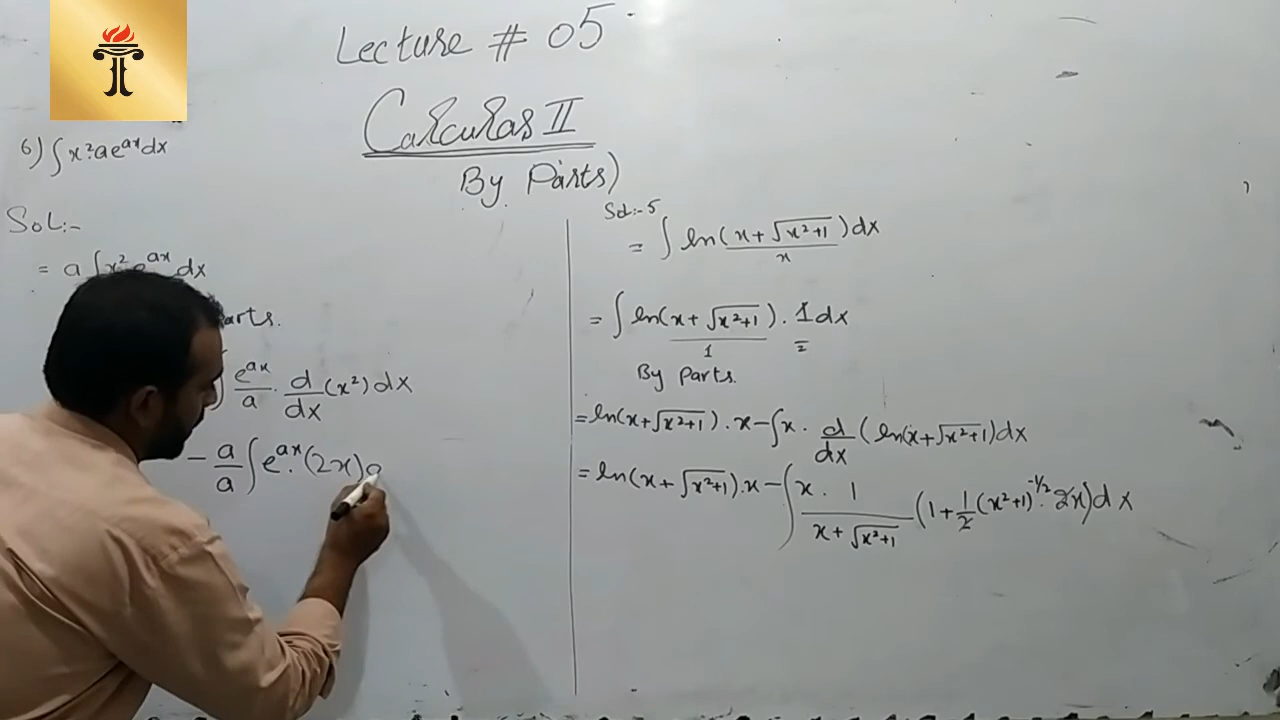 Lecture # 05
Calculas II
By Parts)
6) ∫ x². a e^{ax} dx
Sol:-
= a ∫ x² e^{ax} dx
arts.
∫ e^{ax}/a . d/dx (x²) dx
- a/a ∫ e^{ax}. (2x) d
Sol:- 5
= ∫ ln(x + √(x²+1)) dx
x
= ∫ ln(x + √(x²+1)) . 1 dx
1 2
By Parts.
= ln(x + √(x²+1)) . x - ∫ x . d/dx (ln(x + √(x²+1)) dx
= ln(x + √(x²+1)) . x - ∫ x . 1/(x + √(x²+1)) (1 + 1/2 (x²+1)^{-1/2} . 2x) dx